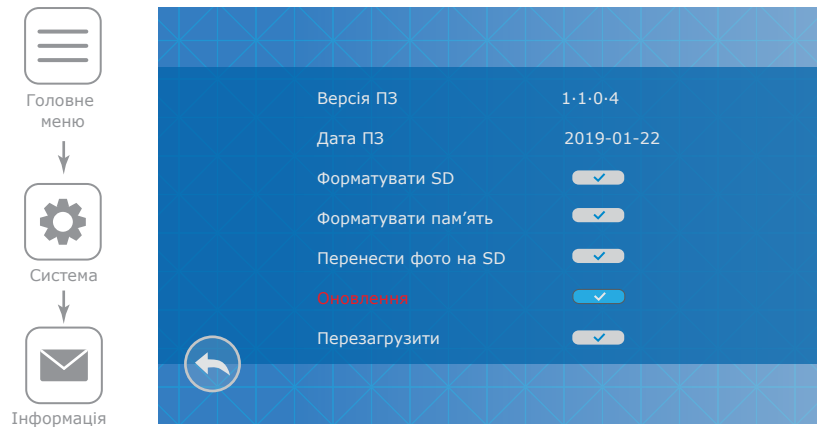 Головне
меню
Система
Інформація
Версія ПЗ 1·1·0·4
Дата ПЗ 2019-01-22
Форматувати SD
Форматувати пам’ять
Перенести фото на SD
Оновлення
Перезагрузити